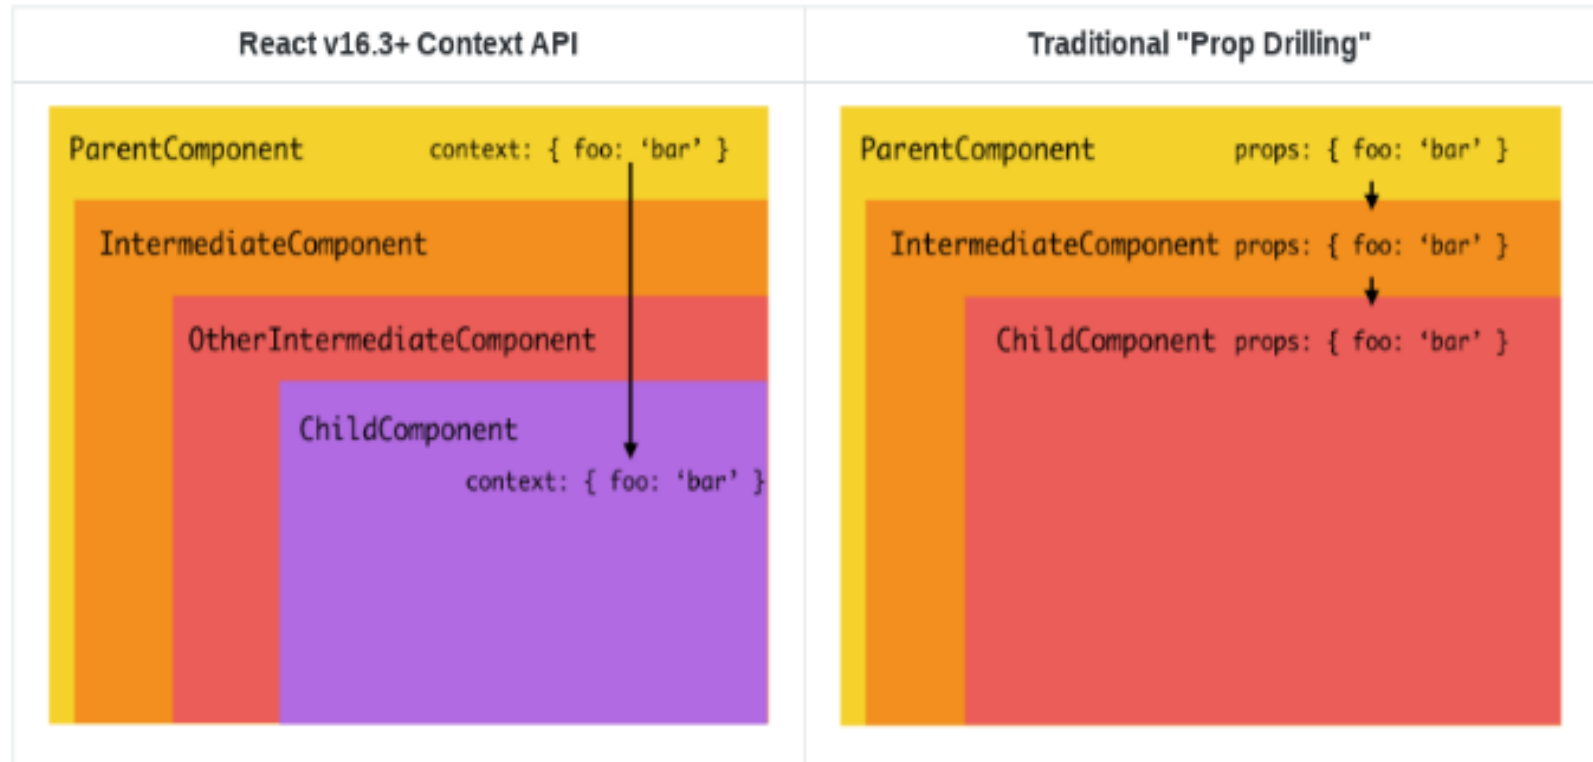 React v16.3+ Context API
ParentComponent context: { foo: ‘bar’ }
IntermediateComponent
OtherIntermediateComponent
ChildComponent
context: { foo: ‘bar’ }
Traditional "Prop Drilling"
ParentComponent props: { foo: ‘bar’ }
IntermediateComponent props: { foo: ‘bar’ }
ChildComponent props: { foo: ‘bar’ }